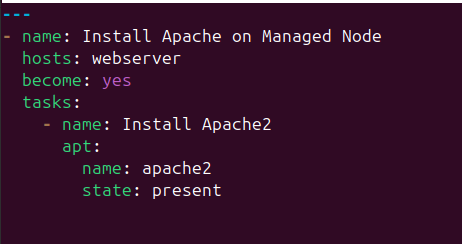 ---
- name: Install Apache on Managed Node
  hosts: webserver
  become: yes
  tasks:
    - name: Install Apache2
      apt:
        name: apache2
        state: present